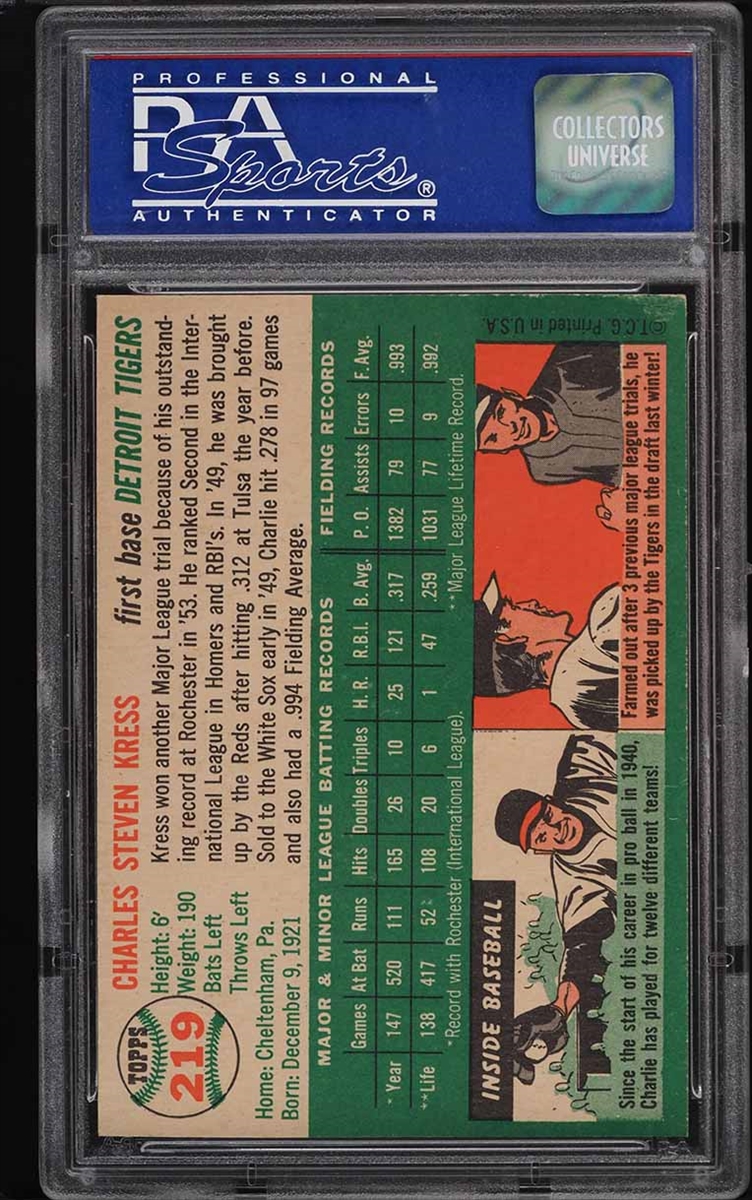 PROFESSIONAL
PSA
Sports®
AUTHENTICATOR
COLLECTORS
UNIVERSE
TOPPS
219
CHARLES STEVEN KRESS first base DETROIT TIGERS
Height: 6'
Weight: 190
Bats Left
Throws Left
Home: Cheltenham, Pa.
Born: December 9, 1921
Kress won another Major League trial because of his outstand-
ing record at Rochester in '53. He ranked Second in the Inter-
national League in Homers and RBI's. In '49, he was brought
up by the Reds after hitting .312 at Tulsa the year before.
Sold to the White Sox early in '49, Charlie hit .278 in 97 games
and also had a .994 Fielding Average.
MAJOR & MINOR LEAGUE BATTING RECORDS FIELDING RECORDS
Games At Bat Runs Hits Doubles Triples H. R. R.B.I. B. Avg. P. O. Assists Errors F. Avg.
* Year 147 520 111 165 26 10 25 121 .317 1382 79 10 .993
**Life 138 417 52 108 20 6 1 47 .259 1031 77 9 .992
*Record with Rochester (International League). **Major League Lifetime Record.
INSIDE BASEBALL
Since the start of his career in pro ball in 1940,
Charlie has played for twelve different teams!
Farmed out after 3 previous major league trials, he
was picked up by the Tigers in the draft last winter!
©T.C.G. Printed in U.S.A.